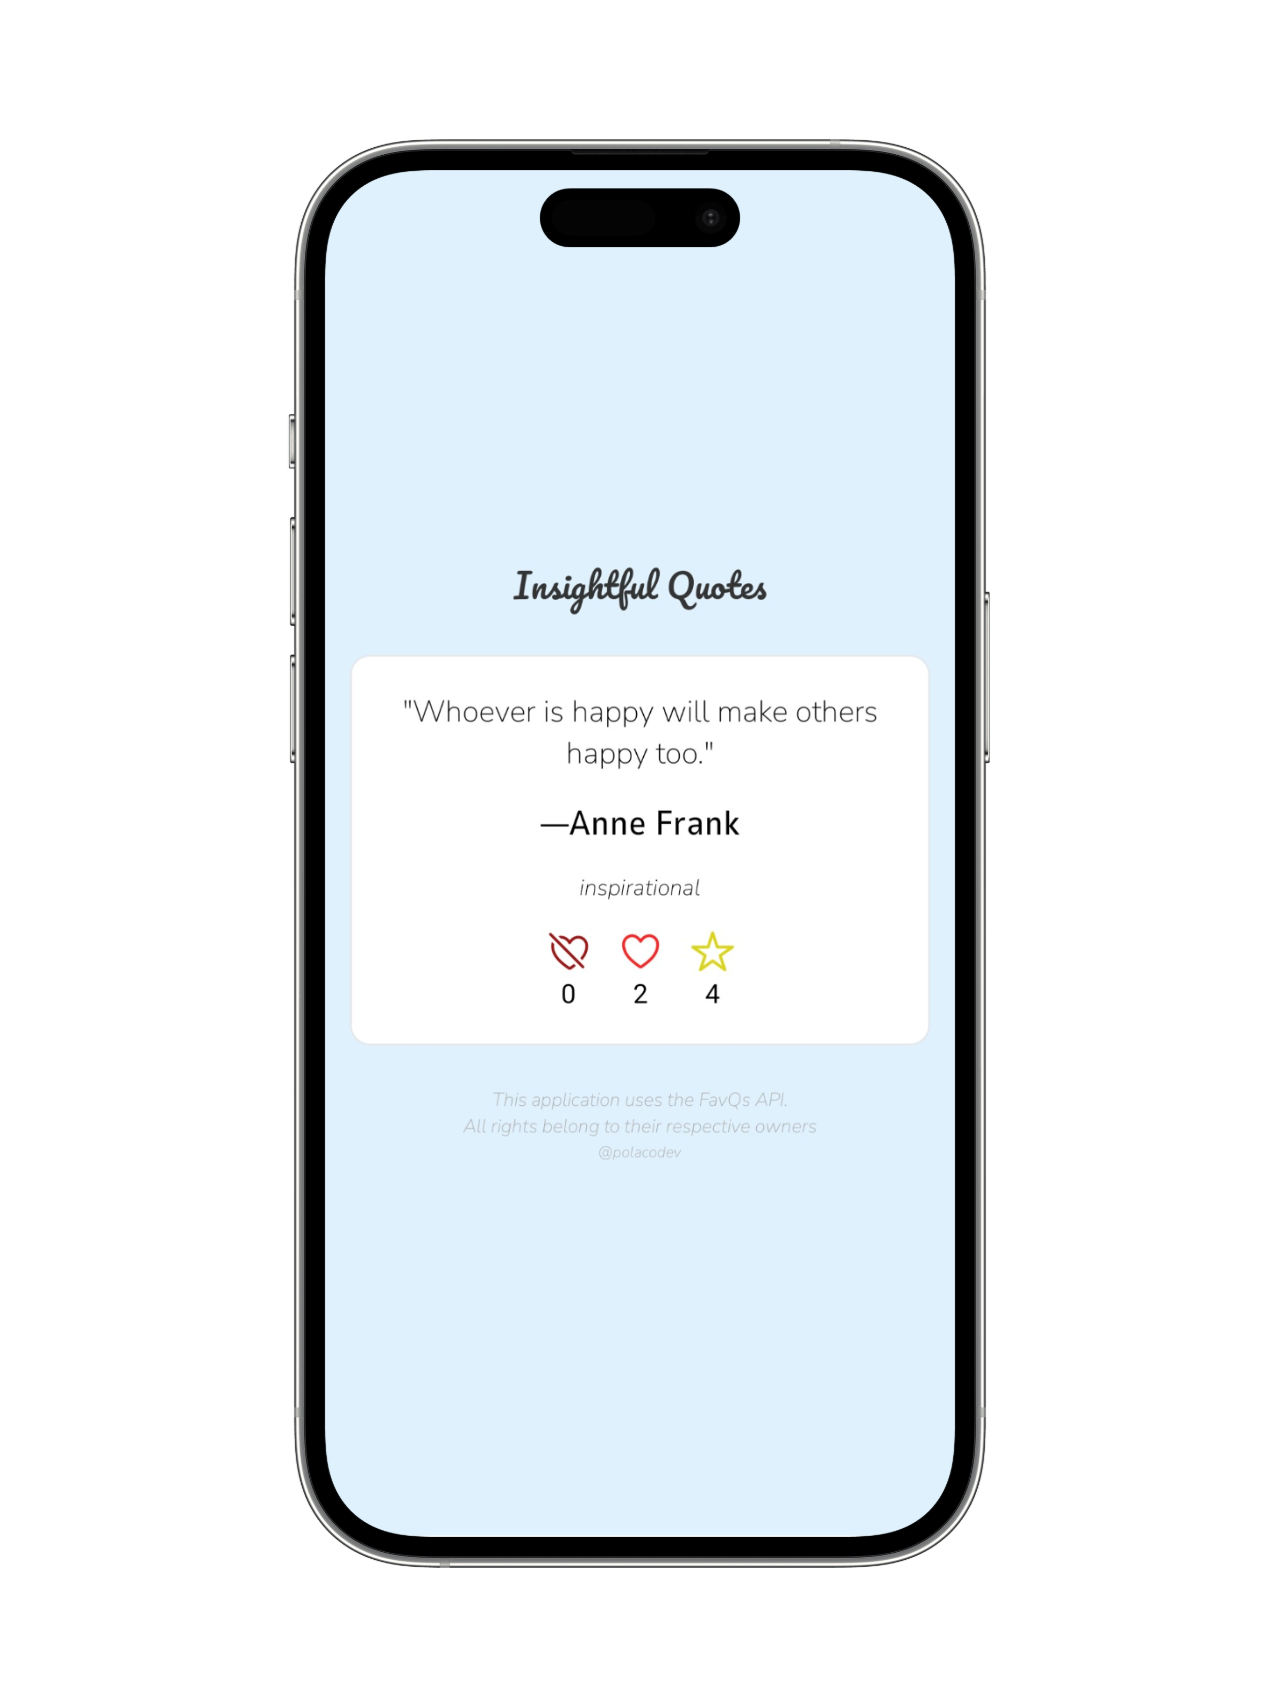 Insightful Quotes
"Whoever is happy will make others
happy too."
—Anne Frank
inspirational
0 2 4
This application uses the FavQs API.
All rights belong to their respective owners
@polacodev